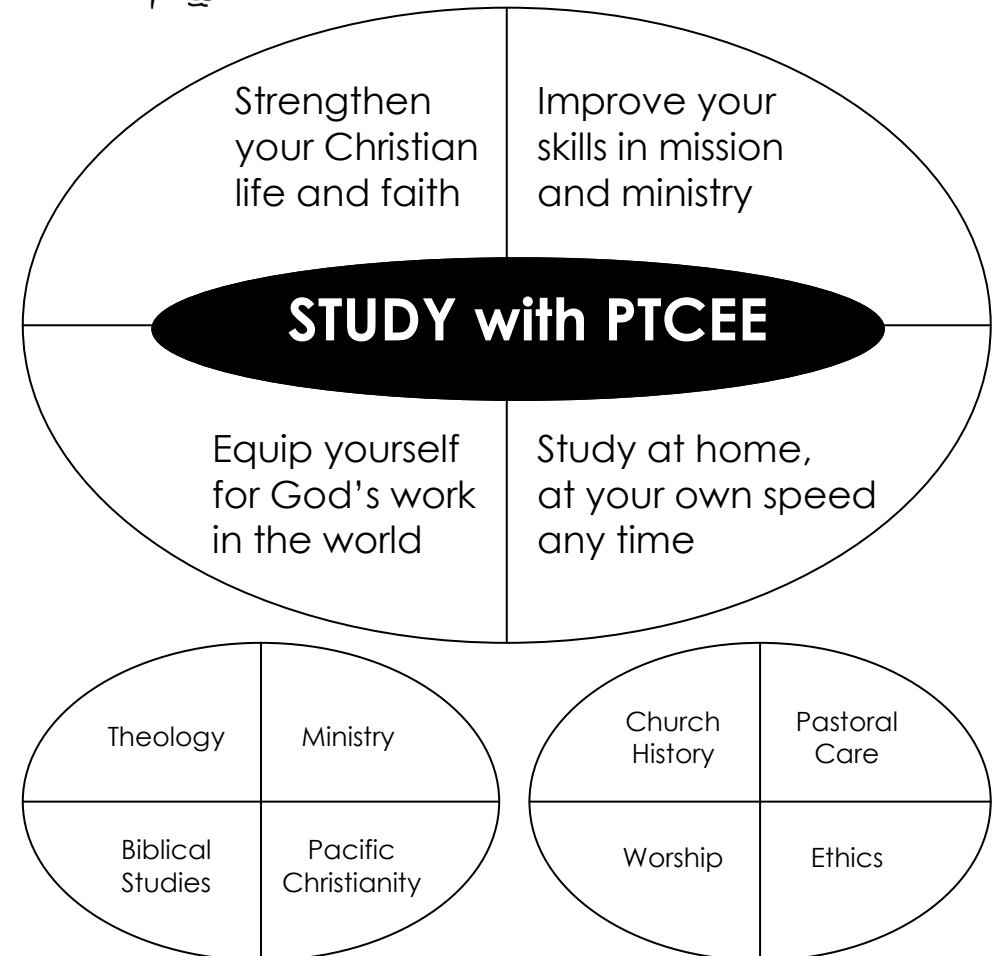 Strengthen
your Christian
life and faith
Improve your
skills in mission
and ministry
STUDY with PTCEE
Equip yourself
for God’s work
in the world
Study at home,
at your own speed
any time
Theology
Ministry
Biblical
Studies
Pacific
Christianity
Church
History
Pastoral
Care
Worship
Ethics